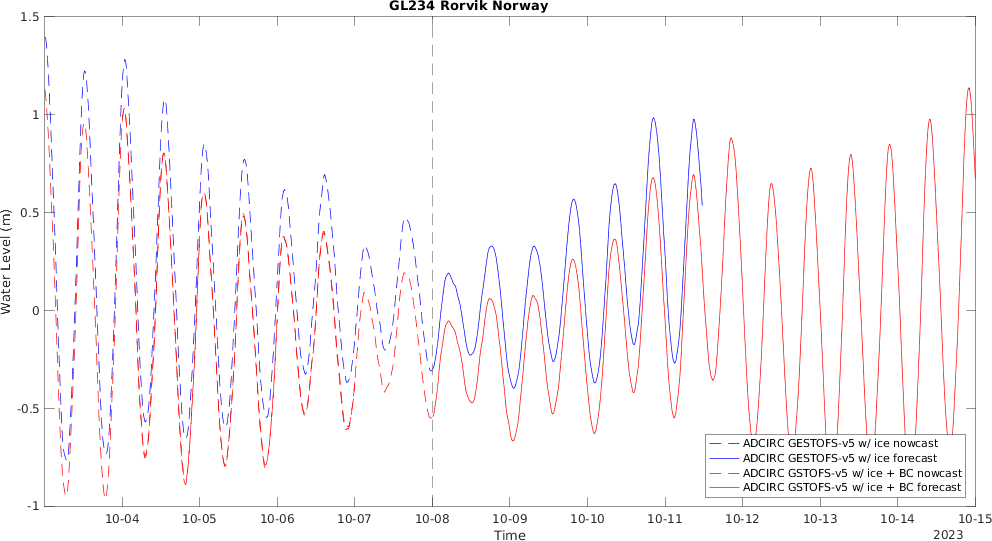 GL234 Rorvik Norway
1.5
1
0.5
0
-0.5
-1
Water Level (m)
ADCIRC GESTOFS-v5 w/ ice nowcast
ADCIRC GESTOFS-v5 w/ ice forecast
ADCIRC GSTOFS-v5 w/ ice + BC nowcast
ADCIRC GSTOFS-v5 w/ ice + BC forecast
10-04 10-05 10-06 10-07 10-08 10-09 10-10 10-11 10-12 10-13 10-14 10-15
Time
2023